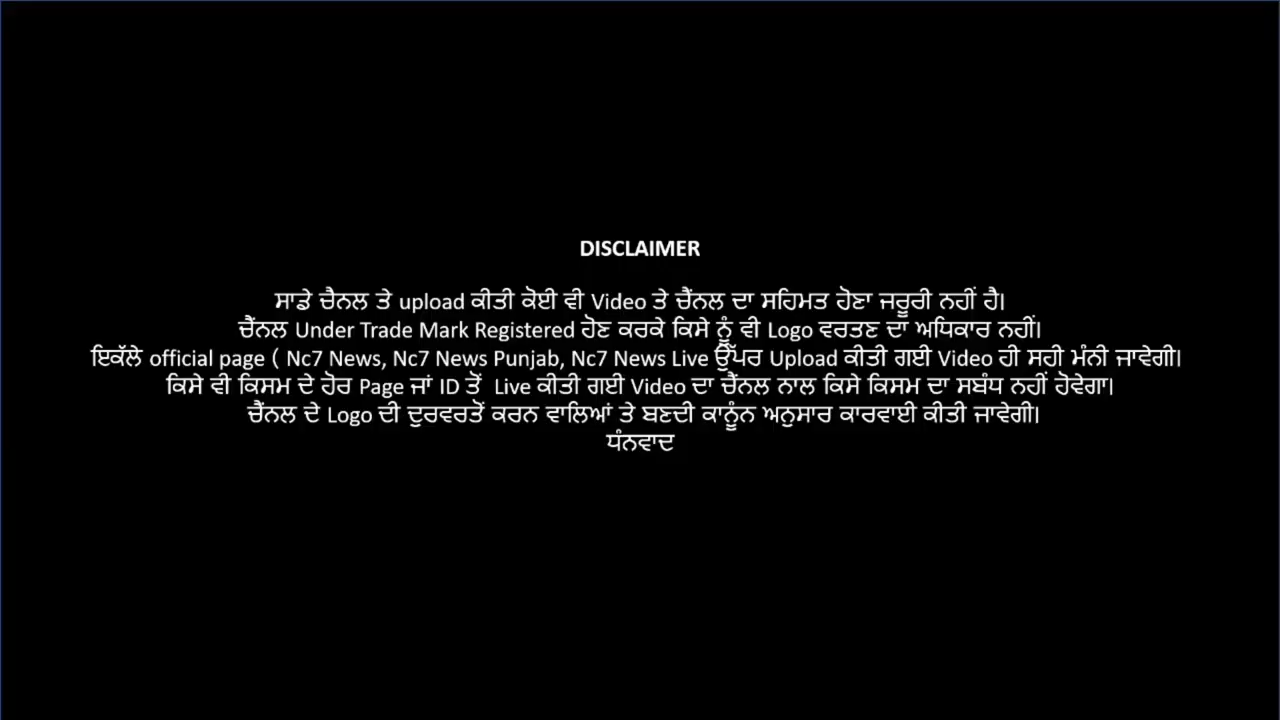 DISCLAIMER
ਸਾਡੇ ਚੈਨਲ ਤੇ upload ਕੀਤੀ ਕੋਈ ਵੀ Video ਤੇ ਚੈਂਨਲ ਦਾ ਸਹਿਮਤ ਹੋਣਾ ਜਰੂਰੀ ਨਹੀਂ ਹੈ।
ਚੈਂਨਲ Under Trade Mark Registered ਹੋਣ ਕਰਕੇ ਕਿਸੇ ਨੂੰ ਵੀ Logo ਵਰਤਣ ਦਾ ਅਧਿਕਾਰ ਨਹੀਂ।
ਇਕੱਲੇ official page ( Nc7 News, Nc7 News Punjab, Nc7 News Live ਉੱਪਰ Upload ਕੀਤੀ ਗਈ Video ਹੀ ਸਹੀ ਮੰਨੀ ਜਾਵੇਗੀ।
ਕਿਸੇ ਵੀ ਕਿਸਮ ਦੇ ਹੋਰ Page ਜਾਂ ID ਤੋਂ Live ਕੀਤੀ ਗਈ Video ਦਾ ਚੈਂਨਲ ਨਾਲ ਕਿਸੇ ਕਿਸਮ ਦਾ ਸਬੰਧ ਨਹੀਂ ਹੋਵੇਗਾ।
ਚੈਂਨਲ ਦੇ Logo ਦੀ ਦੁਰਵਰਤੋਂ ਕਰਨ ਵਾਲਿਆਂ ਤੇ ਬਣਦੀ ਕਾਨੂੰਨ ਅਨੁਸਾਰ ਕਾਰਵਾਈ ਕੀਤੀ ਜਾਵੇਗੀ।
ਧੰਨਵਾਦ